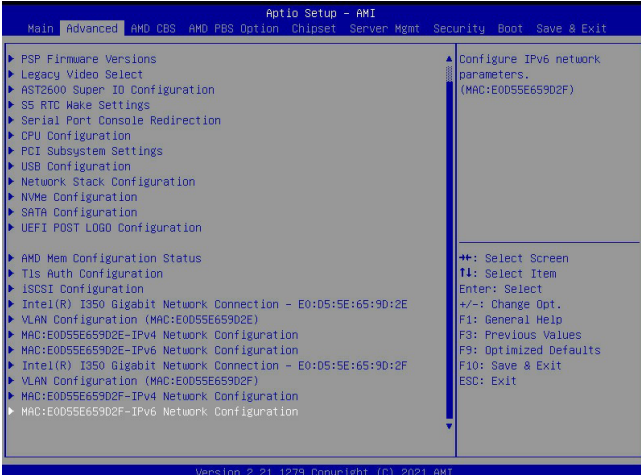 Aptio Setup - AMI
Main Advanced AMD CBS AMD PBS Option Chipset Server Mgmt Security Boot Save & Exit
PSP Firmware Versions
Legacy Video Select
AST2600 Super IO Configuration
S5 RTC Wake Settings
Serial Port Console Redirection
CPU Configuration
PCI Subsystem Settings
USB Configuration
Network Stack Configuration
NVMe Configuration
SATA Configuration
UEFI POST LOGO Configuration
AMD Mem Configuration Status
Tls Auth Configuration
iSCSI Configuration
Intel(R) I350 Gigabit Network Connection - E0:D5:5E:65:9D:2E
VLAN Configuration (MAC:E0D55E659D2E)
MAC:E0D55E659D2E-IPv4 Network Configuration
MAC:E0D55E659D2E-IPv6 Network Configuration
Intel(R) I350 Gigabit Network Connection - E0:D5:5E:65:9D:2F
VLAN Configuration (MAC:E0D55E659D2F)
MAC:E0D55E659D2F-IPv4 Network Configuration
MAC:E0D55E659D2F-IPv6 Network Configuration
Configure IPv6 network
parameters.
(MAC:E0D55E659D2F)
→←: Select Screen
↑↓: Select Item
Enter: Select
+/-: Change Opt.
F1: General Help
F3: Previous Values
F9: Optimized Defaults
F10: Save & Exit
ESC: Exit
Version 2.21.1279 Copyright (C) 2021 AMI